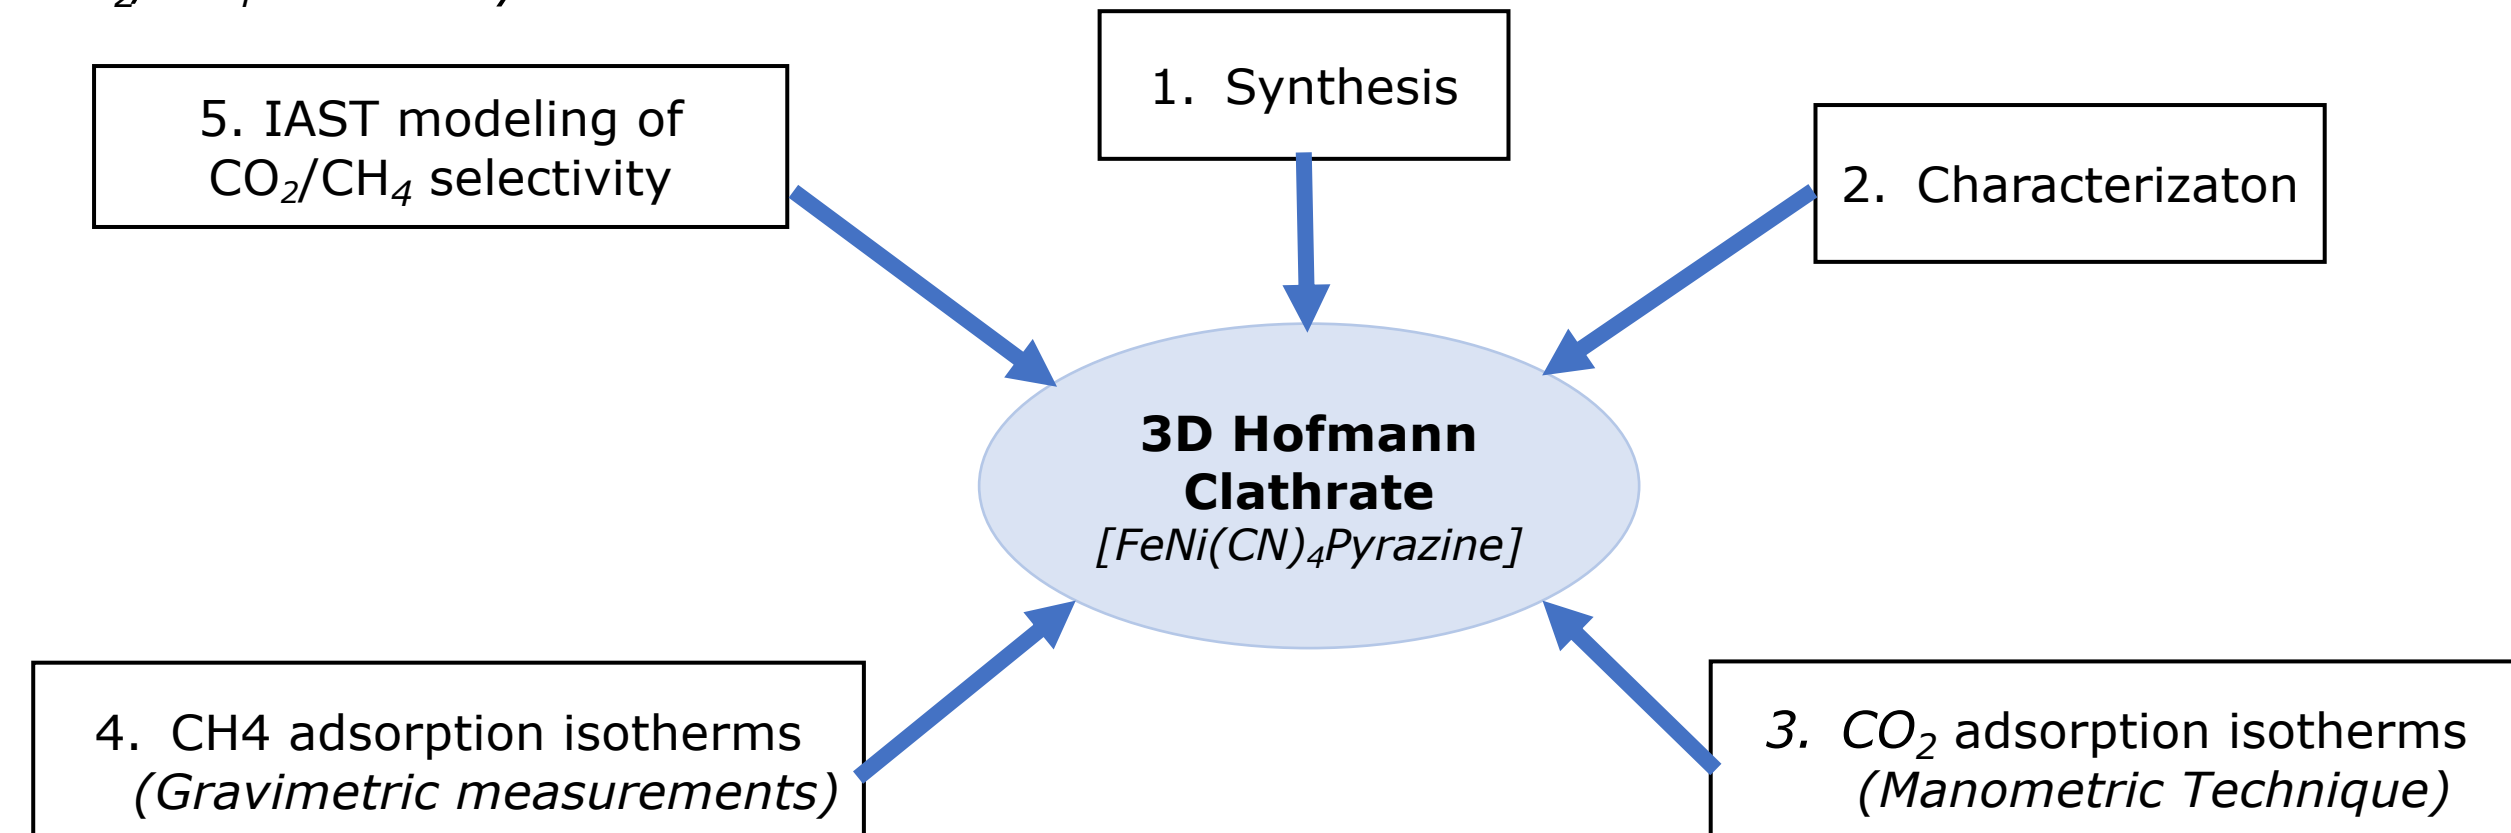 1. Synthesis
5. IAST modeling of
CO₂/CH₄ selectivity
2. Characterizaton
3D Hofmann
Clathrate
[FeNi(CN)₄Pyrazine]
4. CH4 adsorption isotherms
(Gravimetric measurements)
3. CO₂ adsorption isotherms
(Manometric Technique)